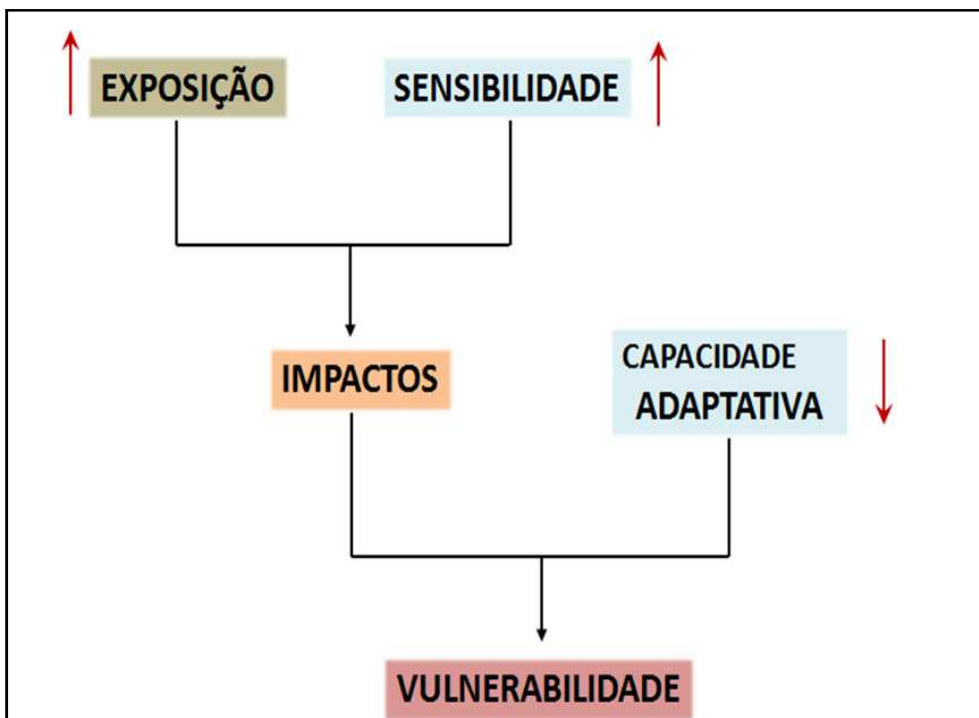 EXPOSIÇÃO
SENSIBILIDADE
IMPACTOS
CAPACIDADE
ADAPTATIVA
VULNERABILIDADE